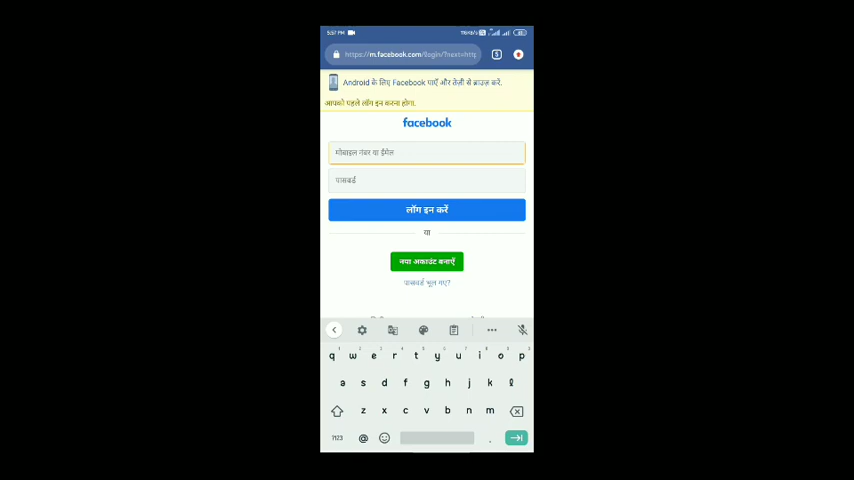 5:57 PM
https://m.facebook.com/login/?next=http
5
Android के लिए Facebook पाएँ और तेज़ी से ब्राउज़ करें.
आपको पहले लॉग इन करना होगा.
facebook
मोबाइल नंबर या ईमेल
पासवर्ड
लॉग इन करें
या
नया अकाउंट बनाएँ
पासवर्ड भूल गए?
q w e r t y u i o p
a s d f g h j k l
z x c v b n m
?123 @ .